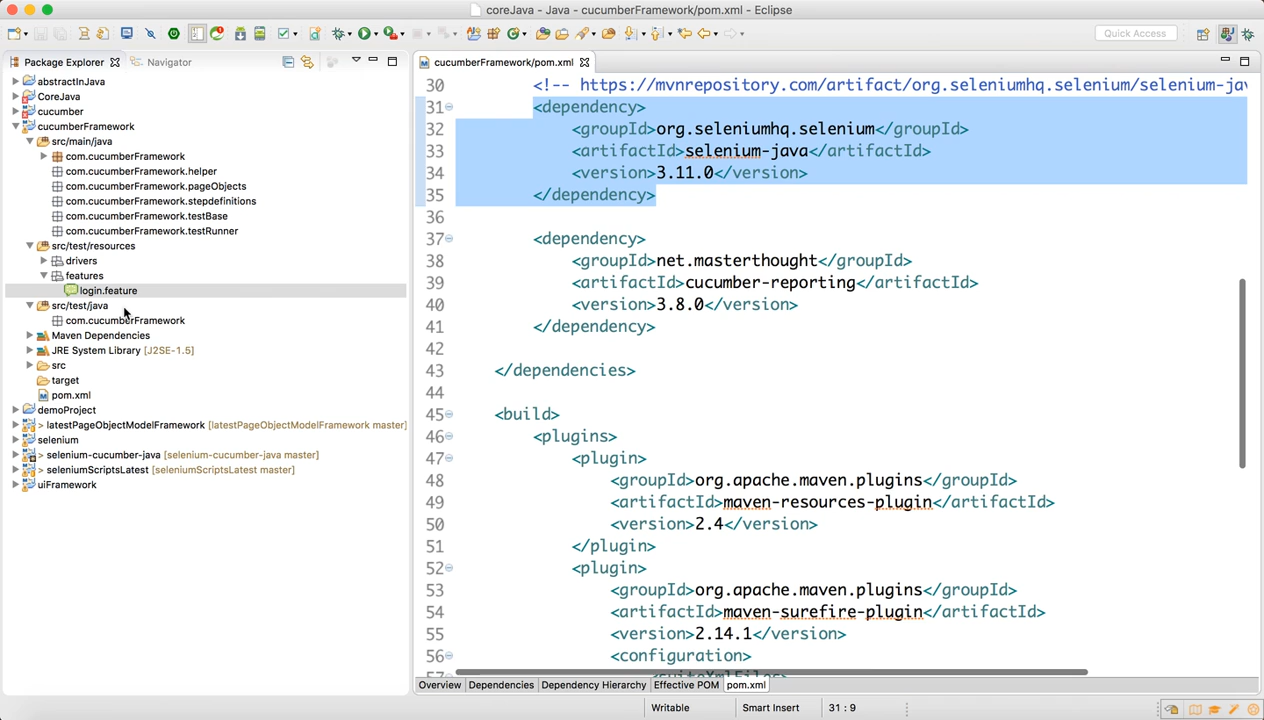 coreJava - Java - cucumberFramework/pom.xml - Eclipse
Quick Access
Package Explorer
Navigator
cucumberFramework/pom.xml
abstractInJava
CoreJava
cucumber
cucumberFramework
src/main/java
com.cucumberFramework
com.cucumberFramework.helper
com.cucumberFramework.pageObjects
com.cucumberFramework.stepdefinitions
com.cucumberFramework.testBase
com.cucumberFramework.testRunner
src/test/resources
drivers
features
login.feature
src/test/java
com.cucumberFramework
Maven Dependencies
JRE System Library [J2SE-1.5]
src
target
pom.xml
demoProject
> latestPageObjectModelFramework [latestPageObjectModelFramework master]
selenium
> selenium-cucumber-java [selenium-cucumber-java master]
> seleniumScriptsLatest [seleniumScriptsLatest master]
uiFramework
30 <!-- https://mvnrepository.com/artifact/org.seleniumhq.selenium/selenium-jav
31 <dependency>
32 <groupId>org.seleniumhq.selenium</groupId>
33 <artifactId>selenium-java</artifactId>
34 <version>3.11.0</version>
35 </dependency>
36
37 <dependency>
38 <groupId>net.masterthought</groupId>
39 <artifactId>cucumber-reporting</artifactId>
40 <version>3.8.0</version>
41 </dependency>
42
43 </dependencies>
44
45 <build>
46 <plugins>
47 <plugin>
48 <groupId>org.apache.maven.plugins</groupId>
49 <artifactId>maven-resources-plugin</artifactId>
50 <version>2.4</version>
51 </plugin>
52 <plugin>
53 <groupId>org.apache.maven.plugins</groupId>
54 <artifactId>maven-surefire-plugin</artifactId>
55 <version>2.14.1</version>
56 <configuration>
57 <suiteXmlFiles>
Overview Dependencies Dependency Hierarchy Effective POM pom.xml
Writable Smart Insert 31 : 9